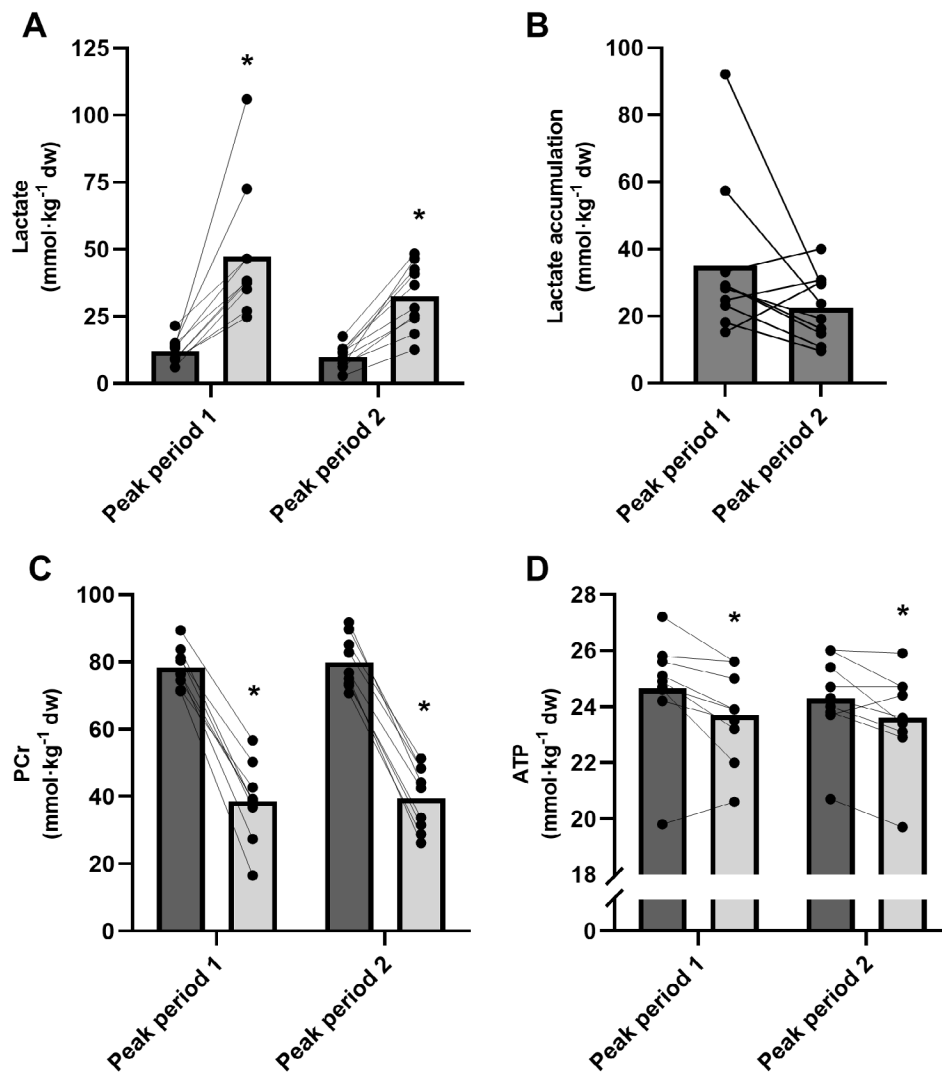 A
Lactate
(mmol·kg⁻¹ dw)
125
100
75
50
25
0
*
*
Peak period 1
Peak period 2
B
Lactate accumulation
(mmol·kg⁻¹ dw)
100
80
60
40
20
0
Peak period 1
Peak period 2
C
PCr
(mmol·kg⁻¹ dw)
100
80
60
40
20
0
*
*
Peak period 1
Peak period 2
D
ATP
(mmol·kg⁻¹ dw)
28
26
24
22
20
18
0
*
*
Peak period 1
Peak period 2